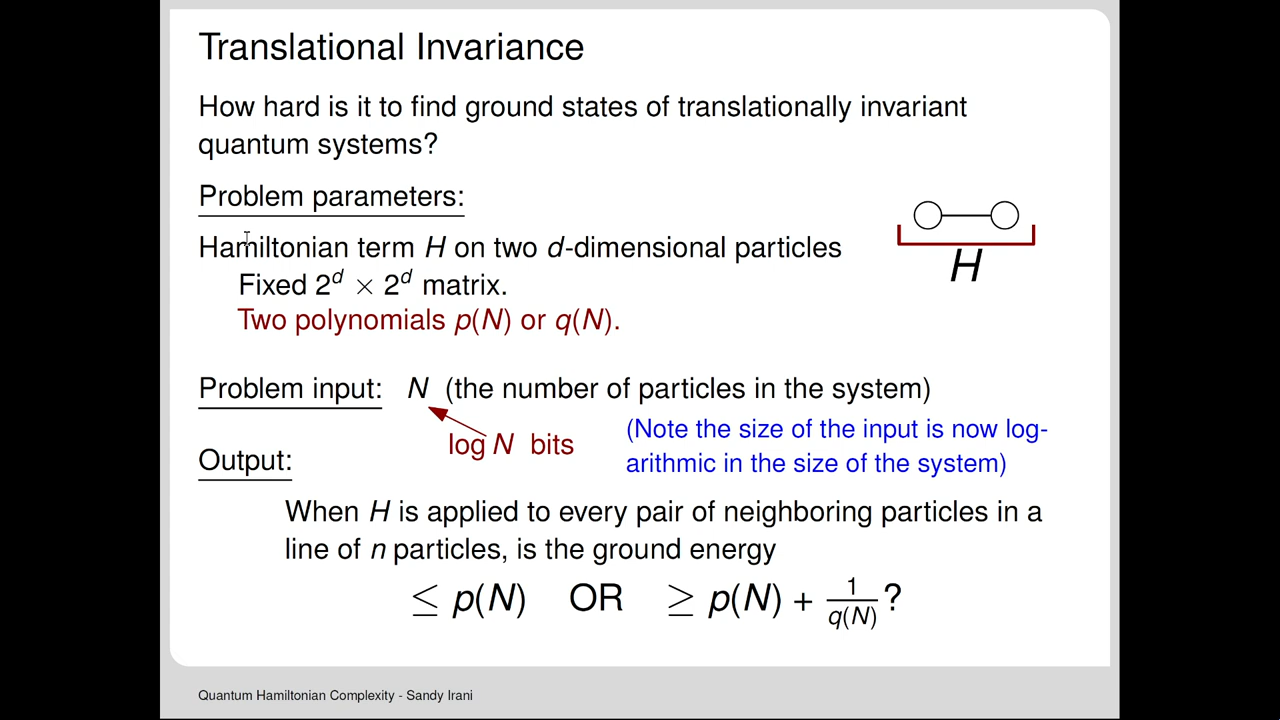 Translational Invariance
How hard is it to find ground states of translationally invariant
quantum systems?
Problem parameters:
Hamiltonian term H on two d-dimensional particles
H
Fixed 2^d × 2^d matrix.
Two polynomials p(N) or q(N).
Problem input: N (the number of particles in the system)
log N bits
(Note the size of the input is now log-
arithmic in the size of the system)
Output:
When H is applied to every pair of neighboring particles in a
line of n particles, is the ground energy
≤ p(N) OR ≥ p(N) + 1/q(N)?
Quantum Hamiltonian Complexity - Sandy Irani